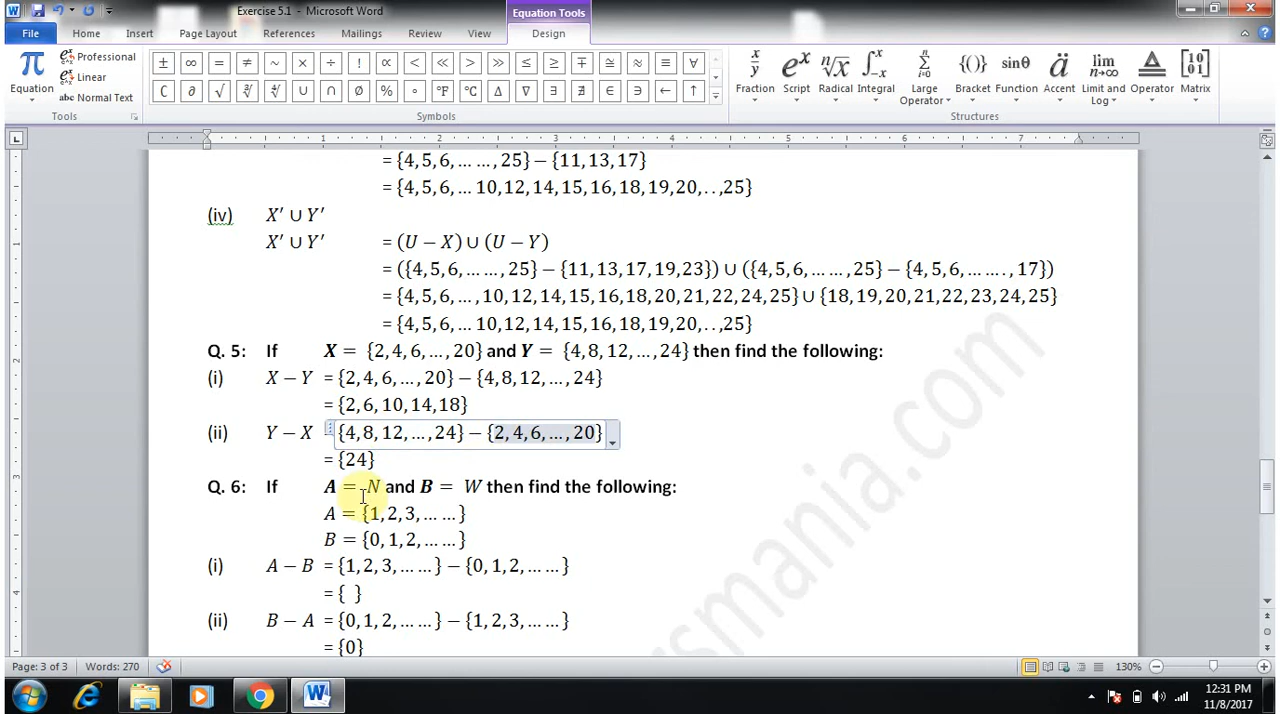 Exercise 5.1 - Microsoft Word
Equation Tools
File Home Insert Page Layout References Mailings Review View Design
π Equation
Professional
Linear
abc Normal Text
Tools
± ∞ = ≠ ~ × ÷ ! ∝ < ≪ > ≫ ≤ ≥ ∓ ≅ ≈ ≡ ∀
∁ ∂ √ ∛ ∜ ∪ ∩ ∅ % ° °F °C ∆ ∇ ∃ ∄ ∈ ∋ ← ↑
Symbols
Fraction Script Radical Integral Large Operator Bracket Function Accent Limit and Log Operator Matrix
Structures
1 2 3 4 5 6 7
= {4,5,6,… …,25} − {11,13,17}
= {4,5,6,… 10,12,14,15,16,18,19,20,..,25}
(iv) X′ ∪ Y′
X′ ∪ Y′ = (U − X) ∪ (U − Y)
= ({4,5,6,… …,25} − {11,13,17,19,23}) ∪ ({4,5,6,… … .,17})
= {4,5,6,…,10,12,14,15,16,18,20,21,22,24,25} ∪ {18,19,20,21,22,23,24,25}
= {4,5,6,… 10,12,14,15,16,18,19,20,..,25}
Q. 5: If X = {2,4,6,…,20} and Y = {4,8,12,…,24} then find the following:
(i) X − Y = {2,4,6,…,20} − {4,8,12,…,24}
= {2,6,10,14,18}
(ii) Y − X = {4,8,12,…,24} − {2,4,6,…,20}
= {24}
Q. 6: If A = N and B = W then find the following:
A = {1,2,3,… …}
B = {0,1,2,… …}
(i) A − B = {1,2,3,… …} − {0,1,2,… …}
= { }
(ii) B − A = {0,1,2,… …} − {1,2,3,… …}
= {0}
rsmania.com
Page: 3 of 3 Words: 270 130%
12:31 PM
11/8/2017